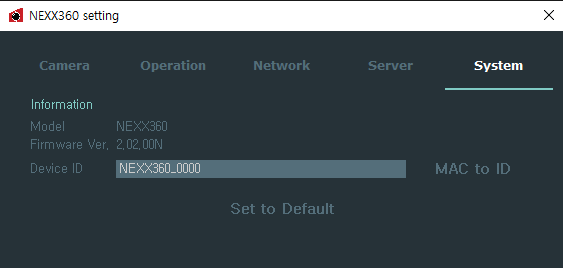 NEXX360 setting
Camera Operation Network Server System
Information
Model NEXX360
Firmware Ver, 2,02,00N
Device ID NEXX360_0000 MAC to ID
Set to Default